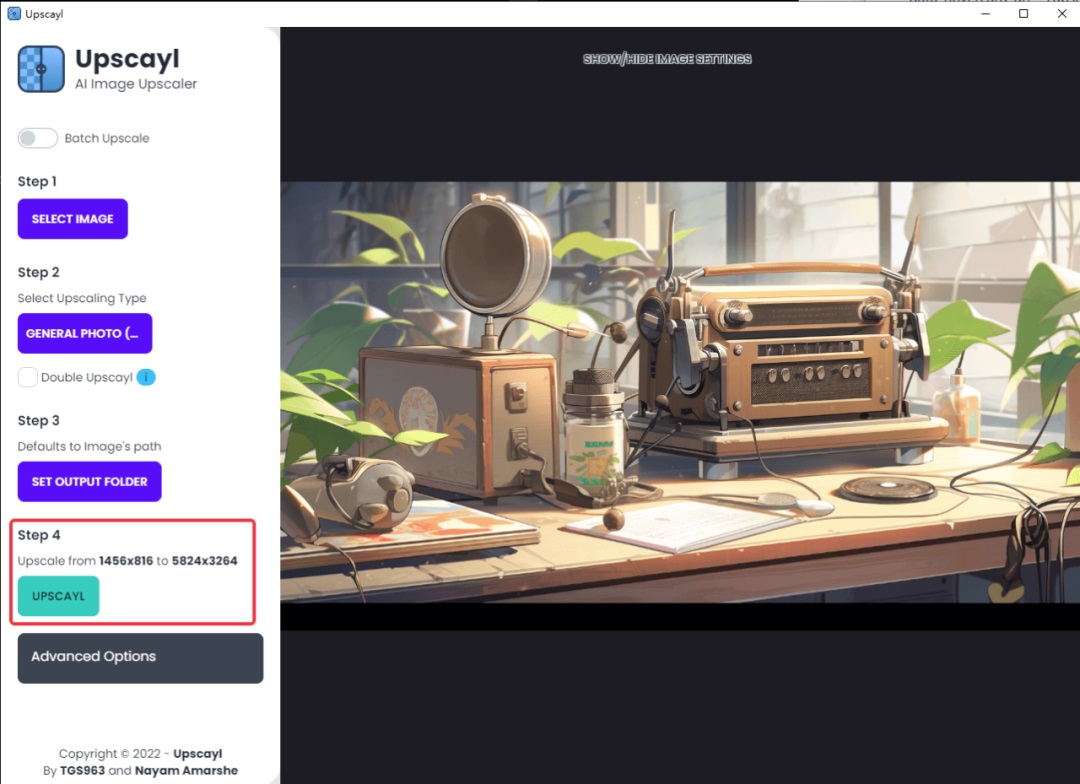 Upscayl
Upscayl
AI Image Upscaler
SHOW/HIDE IMAGE SETTINGS
Batch Upscale
Step 1
SELECT IMAGE
Step 2
Select Upscaling Type
GENERAL PHOTO (...
Double Upscayl i
Step 3
Defaults to Image's path
SET OUTPUT FOLDER
Step 4
Upscale from 1456x816 to 5824x3264
UPSCAYL
Advanced Options
Copyright © 2022 - Upscayl
By TGS963 and Nayam Amarshe